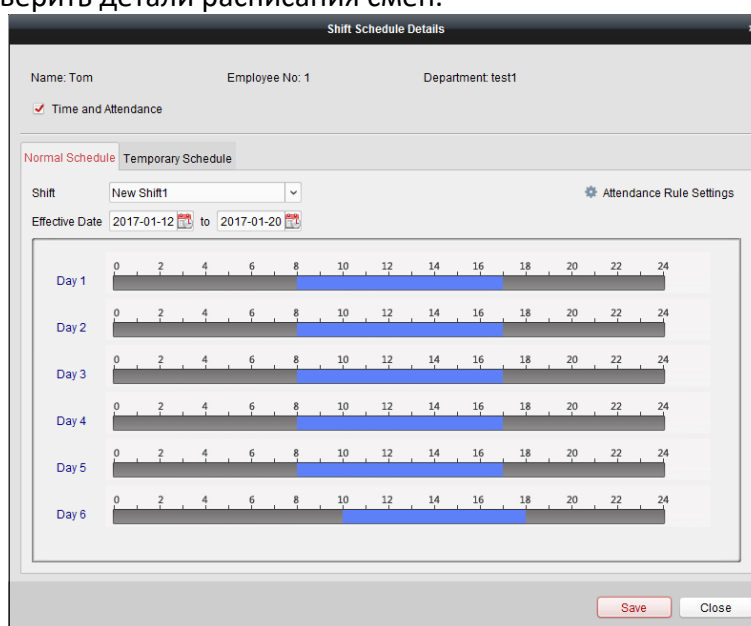 верить детали расписания смен.
Shift Schedule Details
Name: Tom Employee No: 1 Department: test1
Time and Attendance
Normal Schedule Temporary Schedule
Shift New Shift1 Attendance Rule Settings
Effective Date 2017-01-12 to 2017-01-20
0 2 4 6 8 10 12 14 16 18 20 22 24
Day 1
0 2 4 6 8 10 12 14 16 18 20 22 24
Day 2
0 2 4 6 8 10 12 14 16 18 20 22 24
Day 3
0 2 4 6 8 10 12 14 16 18 20 22 24
Day 4
0 2 4 6 8 10 12 14 16 18 20 22 24
Day 5
0 2 4 6 8 10 12 14 16 18 20 22 24
Day 6
Save Close